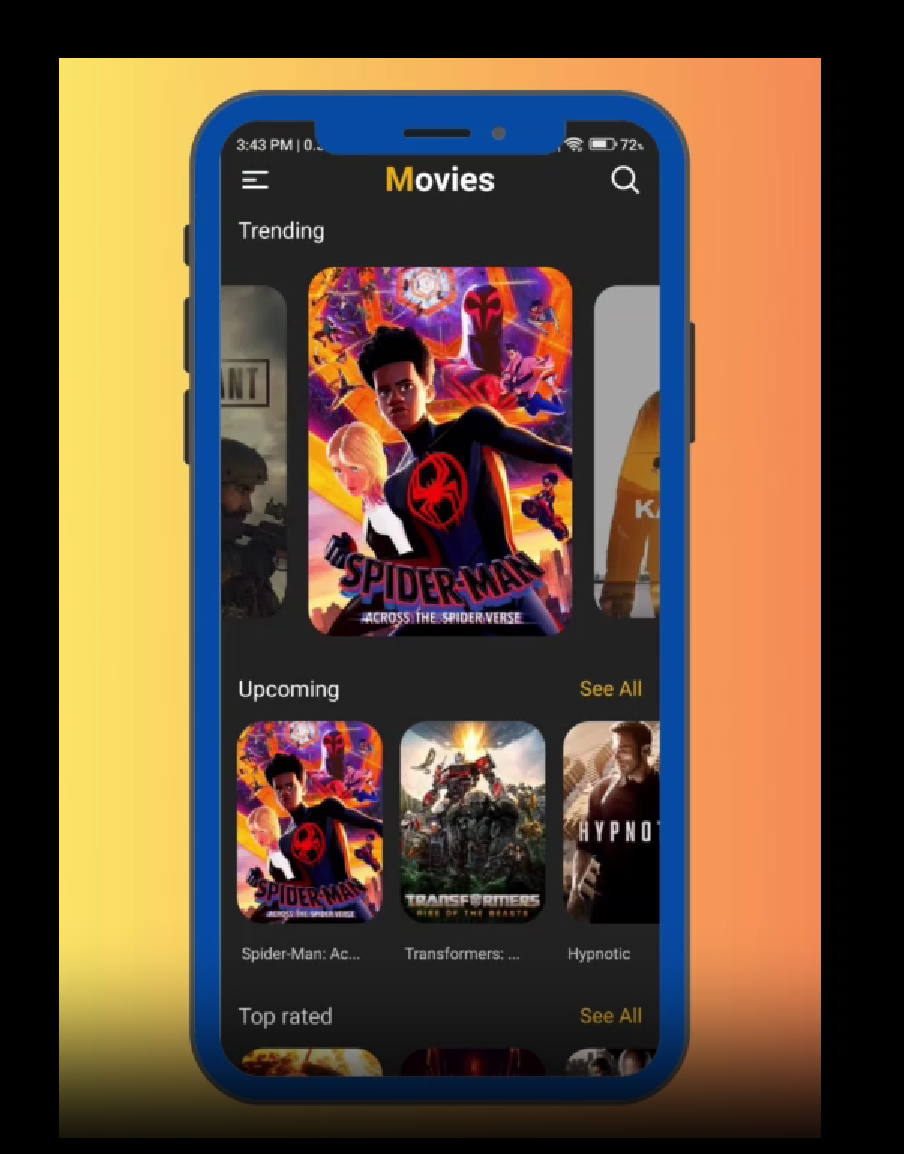 3:43 PM | 0.
72%
Movies
Trending
ANT
SPIDER-MAN
ACROSS THE SPIDER-VERSE
KA
Upcoming
See All
SPIDER-MAN
ACROSS THE SPIDER-VERSE
TRANSFORMERS
RISE OF THE BEASTS
HYPNOT
Spider-Man: Ac...
Transformers: ...
Hypnotic
Top rated
See All